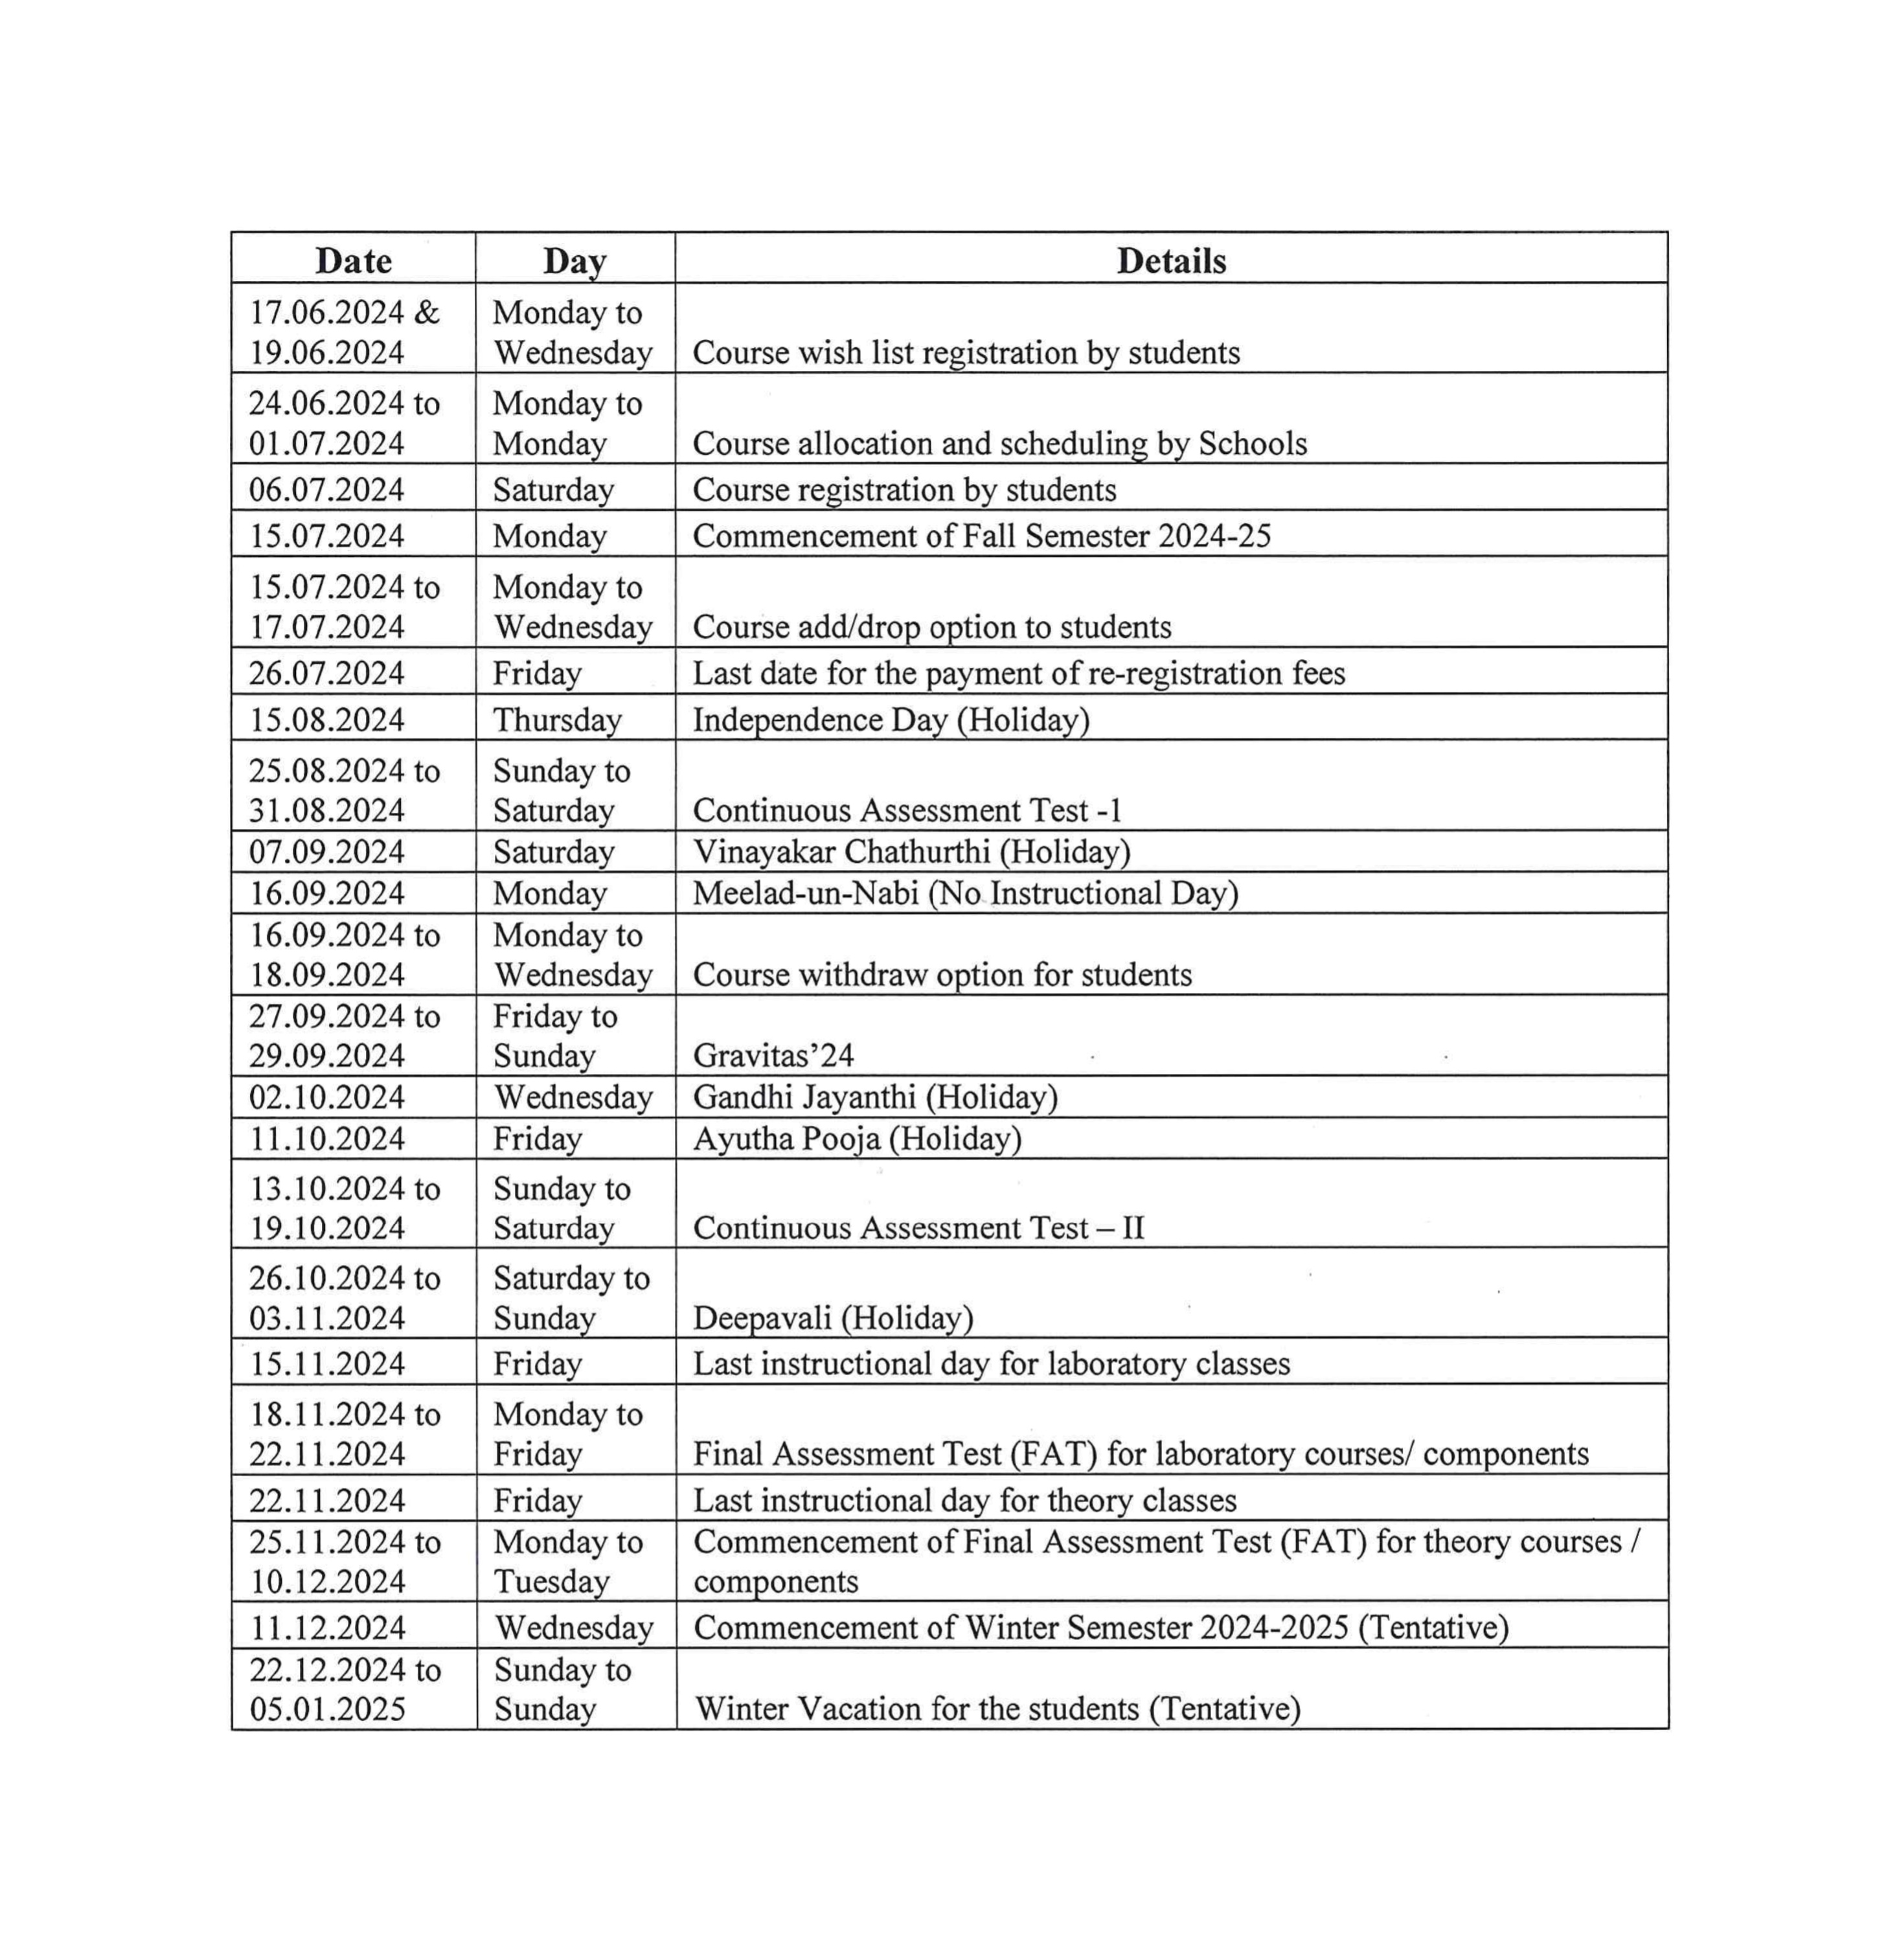 Date Day Details
17.06.2024 & Monday to
19.06.2024 Wednesday Course wish list registration by students
24.06.2024 to Monday to
01.07.2024 Monday Course allocation and scheduling by Schools
06.07.2024 Saturday Course registration by students
15.07.2024 Monday Commencement of Fall Semester 2024-25
15.07.2024 to Monday to
17.07.2024 Wednesday Course add/drop option to students
26.07.2024 Friday Last date for the payment of re-registration fees
15.08.2024 Thursday Independence Day (Holiday)
25.08.2024 to Sunday to
31.08.2024 Saturday Continuous Assessment Test -1
07.09.2024 Saturday Vinayakar Chathurthi (Holiday)
16.09.2024 Monday Meelad-un-Nabi (No Instructional Day)
16.09.2024 to Monday to
18.09.2024 Wednesday Course withdraw option for students
27.09.2024 to Friday to
29.09.2024 Sunday Gravitas’24
02.10.2024 Wednesday Gandhi Jayanthi (Holiday)
11.10.2024 Friday Ayutha Pooja (Holiday)
13.10.2024 to Sunday to
19.10.2024 Saturday Continuous Assessment Test – II
26.10.2024 to Saturday to
03.11.2024 Sunday Deepavali (Holiday)
15.11.2024 Friday Last instructional day for laboratory classes
18.11.2024 to Monday to
22.11.2024 Friday Final Assessment Test (FAT) for laboratory courses/ components
22.11.2024 Friday Last instructional day for theory classes
25.11.2024 to Monday to Commencement of Final Assessment Test (FAT) for theory courses /
10.12.2024 Tuesday components
11.12.2024 Wednesday Commencement of Winter Semester 2024-2025 (Tentative)
22.12.2024 to Sunday to
05.01.2025 Sunday Winter Vacation for the students (Tentative)